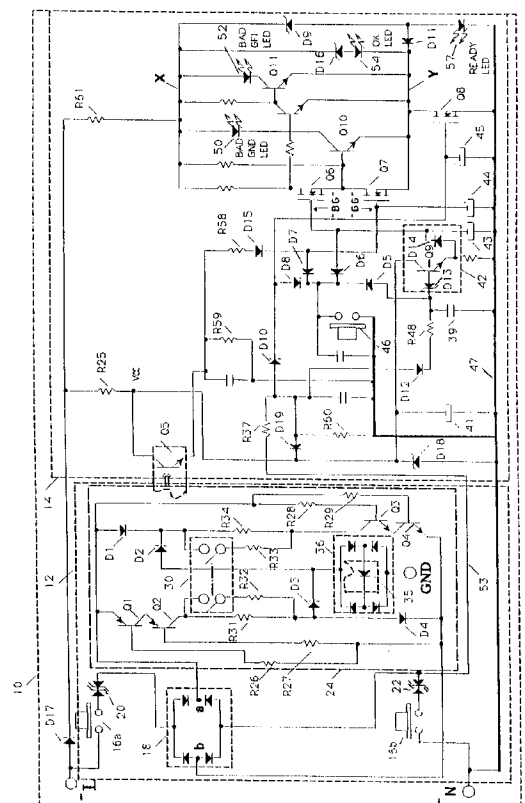 10
12
14
R51
X
BAD
GFI
LED
52
D9
BAD
GND
LED
50
Q11
D16
OK
LED
54
D11
READY
LED
57
Y
Q10
Q8
45
Q6
Q7
"BG"
"GG"
44
43
42
R25
VCC
Q5
R58
D15
R59
D7
D8
D6
D5
D10
46
D14
Q9
D13
R48
39
D12
D19
R37
R60
41
D18
47
D17
L
16a
20
18
b
a
Q1
Q2
D1
D2
30
R34
R33
R32
R31
R28
R29
Q3
Q4
36
35
GND
D3
D4
R26
R27
24
22
16b
53
N